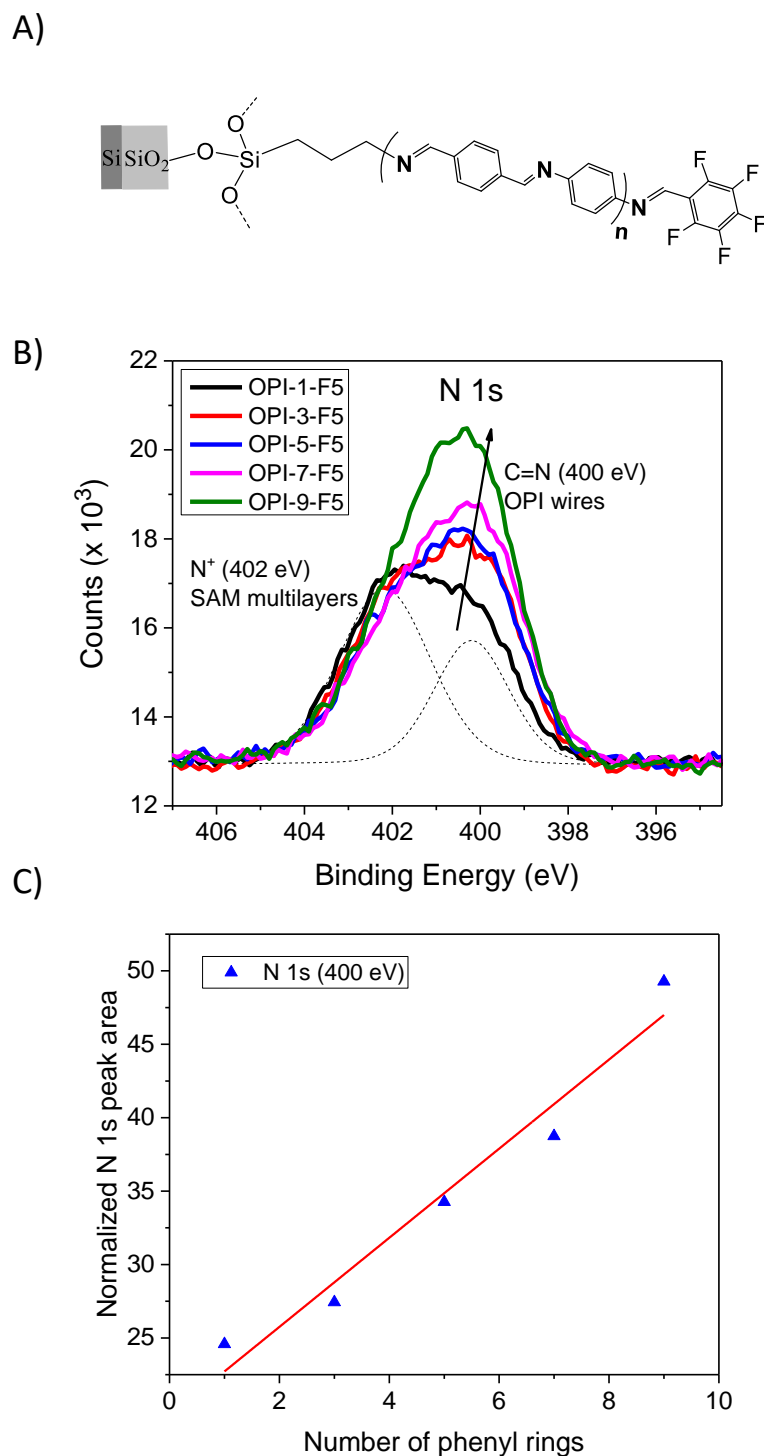 A)
Si SiO2 O Si O O N N n N F F F F F
B)
22
20
18
16
14
12
Counts (x 10³)
OPI-1-F5
OPI-3-F5
OPI-5-F5
OPI-7-F5
OPI-9-F5
N 1s
C=N (400 eV)
OPI wires
N⁺ (402 eV)
SAM multilayers
406 404 402 400 398 396
Binding Energy (eV)
C)
N 1s (400 eV)
50
45
40
35
30
25
Normalized N 1s peak area
0 2 4 6 8 10
Number of phenyl rings